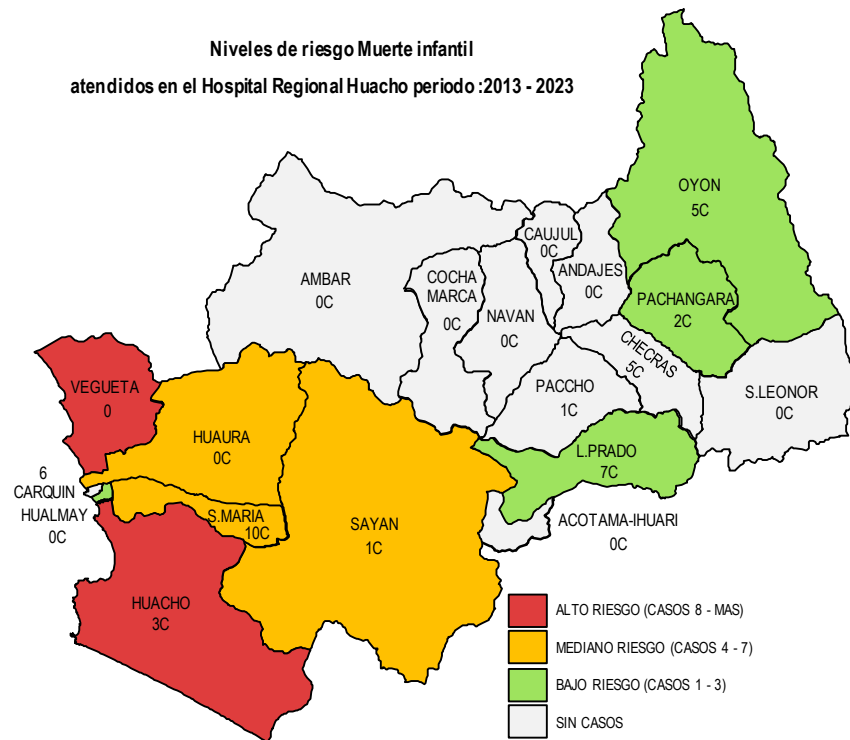 Niveles de riesgo Muerte infantil
atendidos en el Hospital Regional Huacho periodo :2013 - 2023
OYON
5C
CAUJUL
0C
ANDAJES
0C
AMBAR
0C
COCHA
MARCA
0C
NAVAN
0C
PACHANGARA
2C
CHECRAS
5C
VEGUETA
0
PACCHO
1C
S.LEONOR
0C
HUAURA
0C
L.PRADO
7C
6
CARQUIN
HUALMAY
0C
S.MARIA
10C
SAYAN
1C
ACOTAMA-IHUARI
0C
HUACHO
3C
ALTO RIESGO (CASOS 8 - MAS)
MEDIANO RIESGO (CASOS 4 - 7)
BAJO RIESGO (CASOS 1 - 3)
SIN CASOS